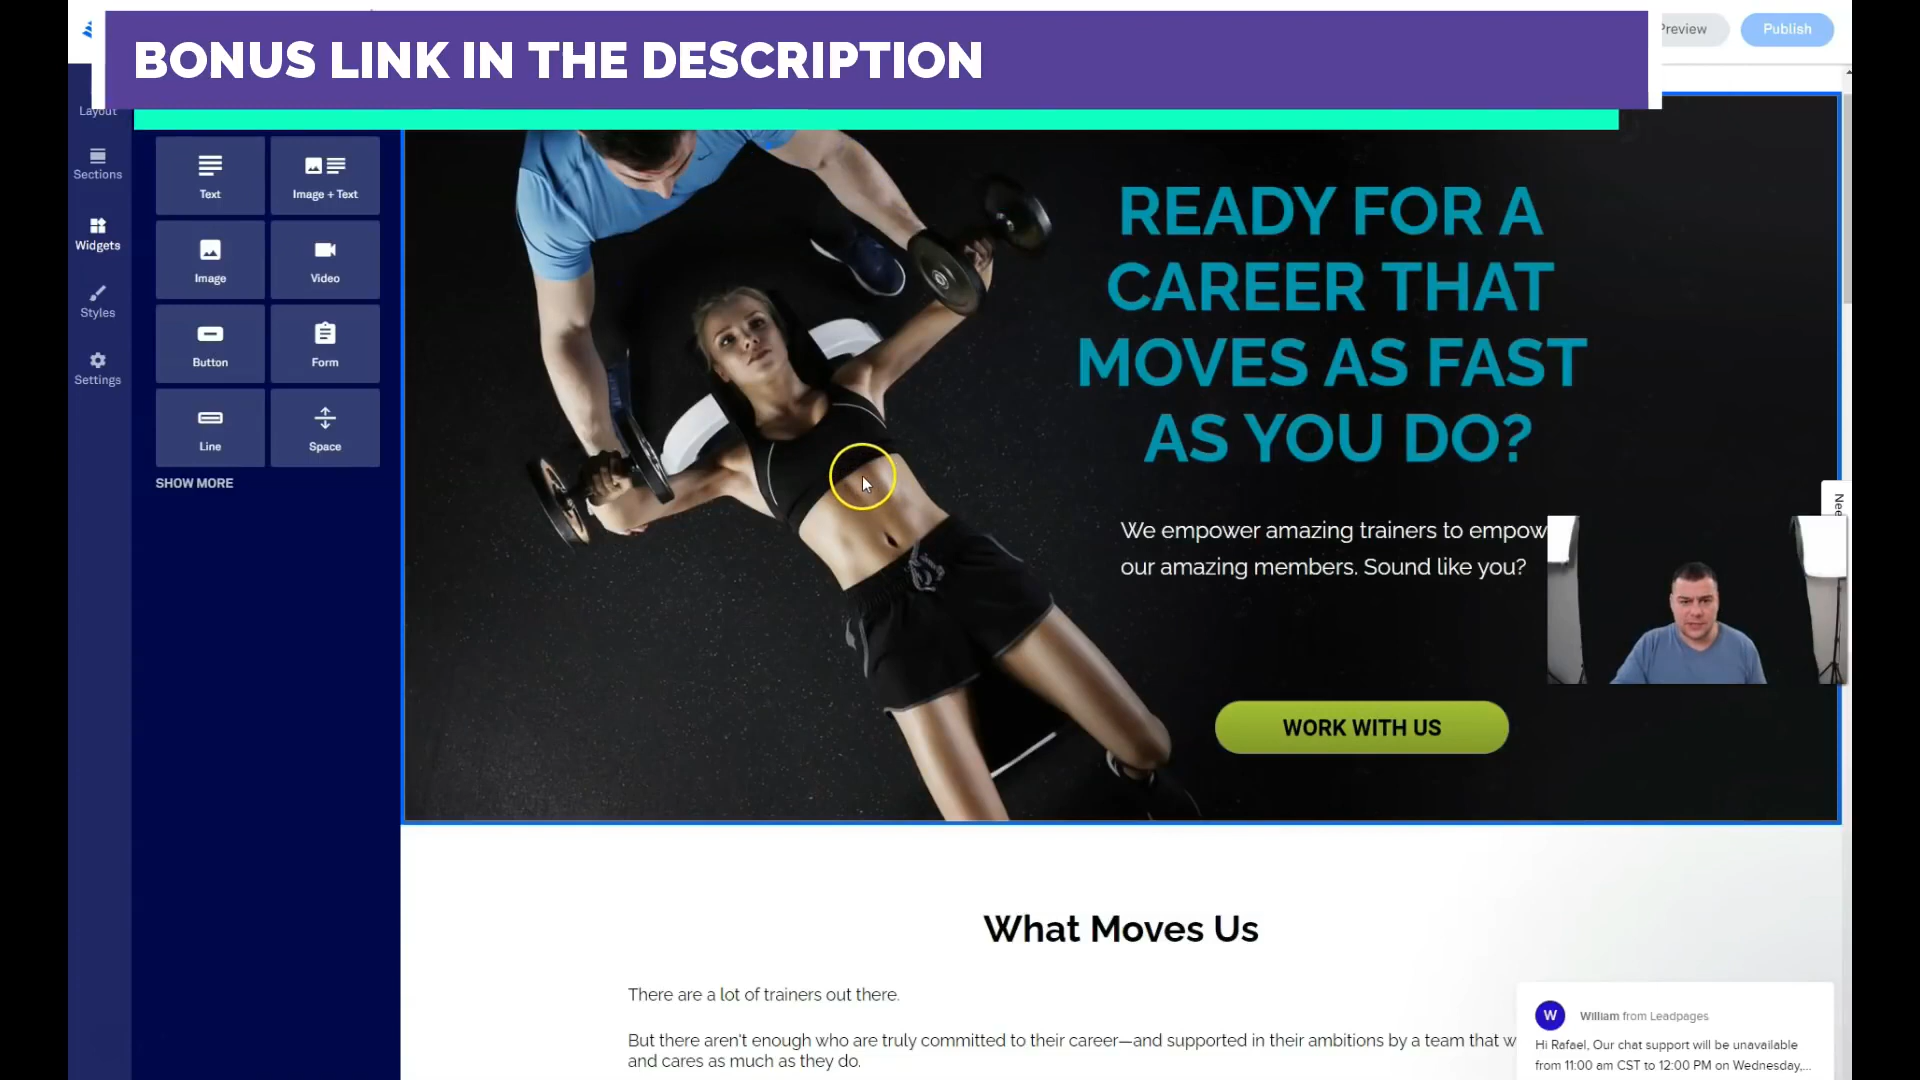 BONUS LINK IN THE DESCRIPTION
Preview
Publish
Layout
Sections
Widgets
Styles
Settings
Text
Image + Text
Image
Video
Button
Form
Line
Space
SHOW MORE
READY FOR A
CAREER THAT
MOVES AS FAST
AS YOU DO?
We empower amazing trainers to empow
our amazing members. Sound like you?
WORK WITH US
Nee
What Moves Us
There are a lot of trainers out there.
But there aren't enough who are truly committed to their career—and supported in their ambitions by a team that w
and cares as much as they do.
W
William from Leadpages
Hi Rafael, Our chat support will be unavailable
from 11:00 am CST to 12:00 PM on Wednesday,...